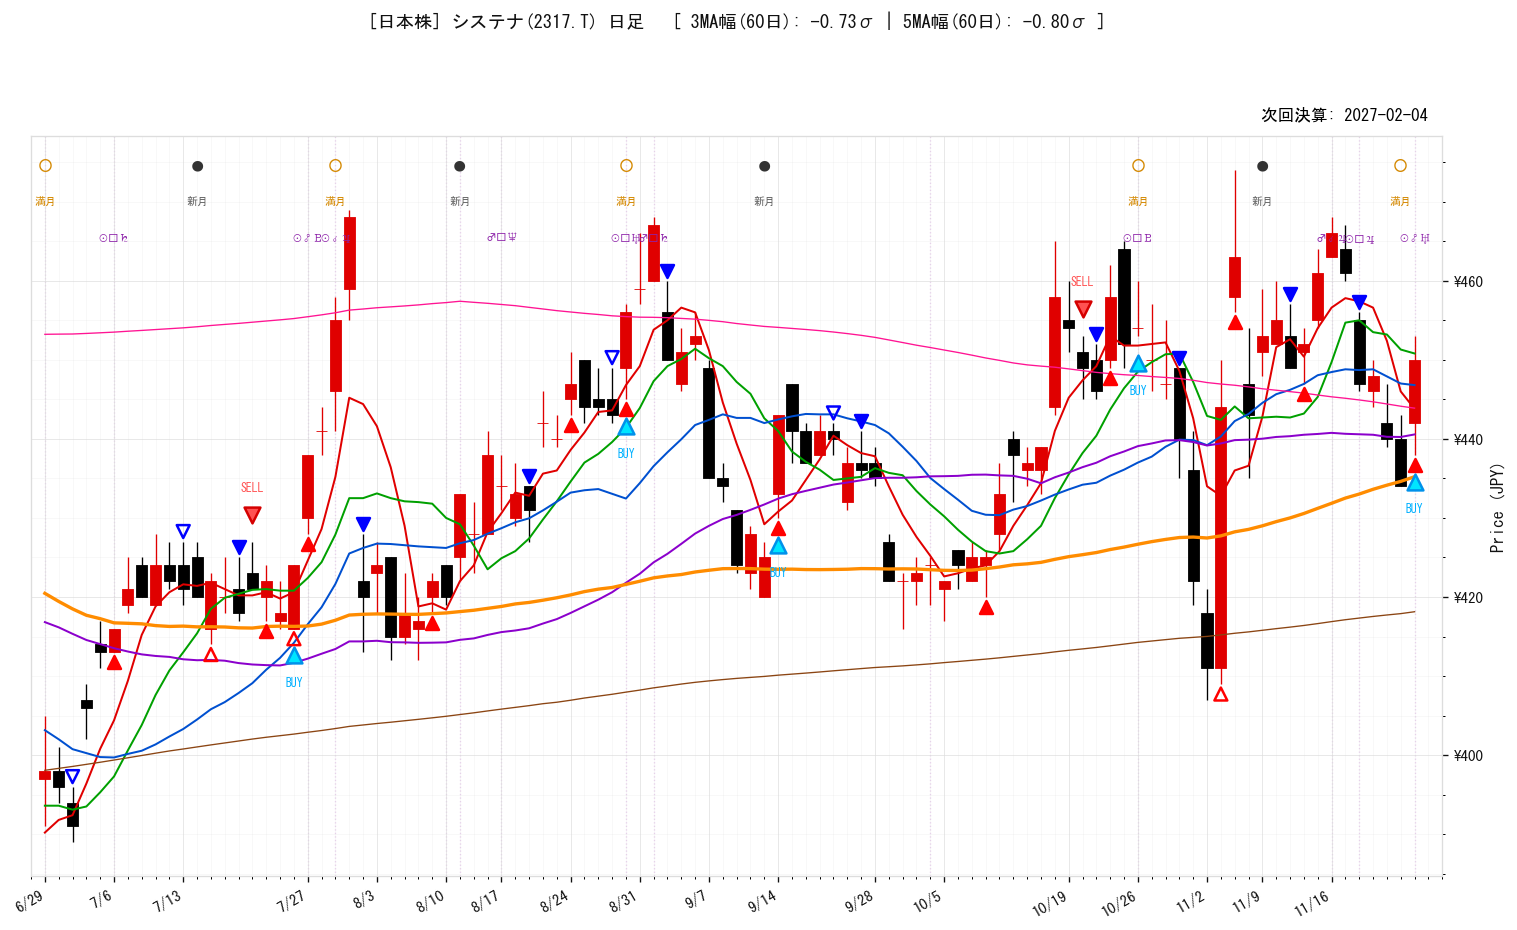 [日本株] システナ(2317.T) 日足　[ 3MA幅(60日): -0.73σ | 5MA幅(60日): -0.80σ ]
次回決算: 2027-02-04
満月 新月 満月 新月 満月 新月 満月 新月 満月
☉□♄ ♂□♆ ☉□♇ ☉☍♅
SELL
SELL
BUY
BUY
BUY
BUY
BUY
¥460
¥440
¥420
¥400
Price (JPY)
6/29 7/6 7/13 7/27 8/3 8/10 8/17 8/24 8/31 9/7 9/14 9/28 10/5 10/19 10/26 11/2 11/9 11/16